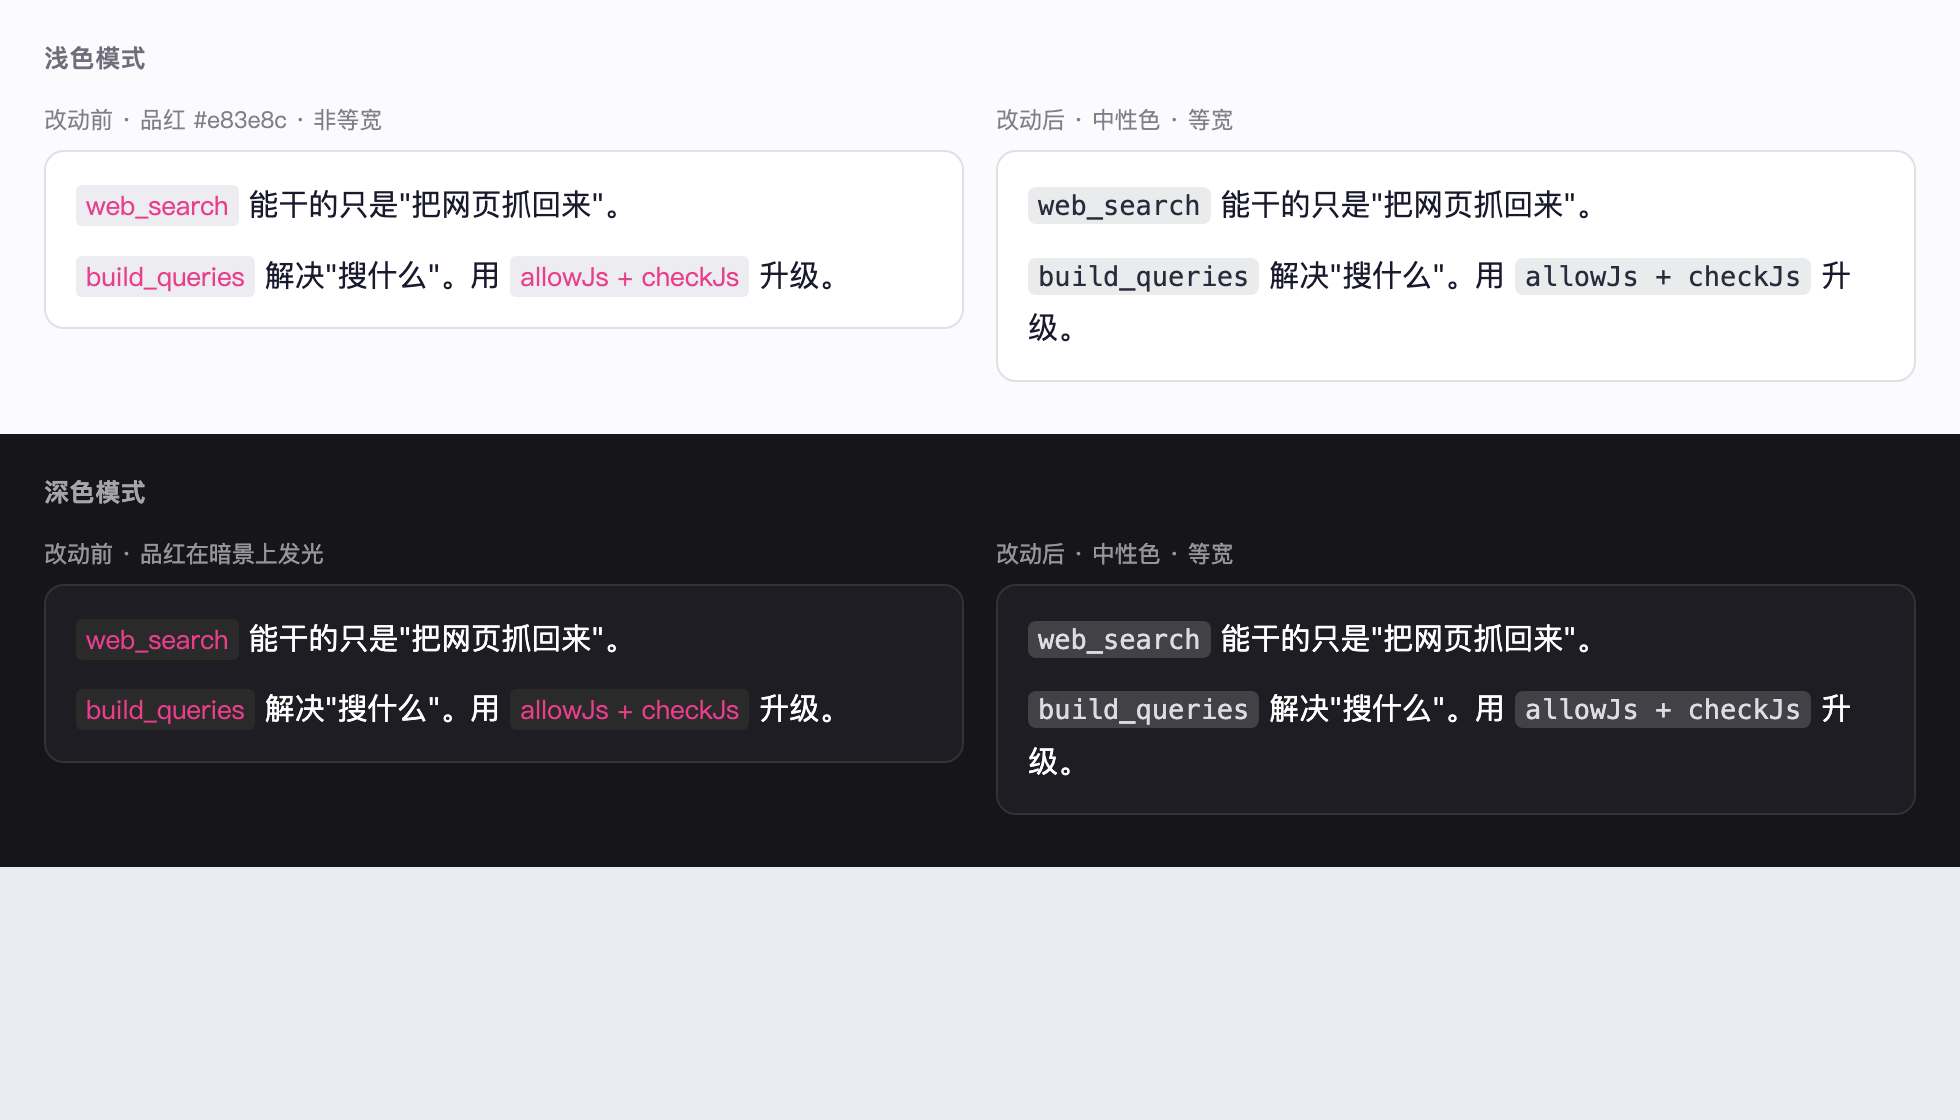 浅色模式
改动前 · 品红 #e83e8c · 非等宽
web_search 能干的只是"把网页抓回来"。
build_queries 解决"搜什么"。用 allowJs + checkJs 升级。
改动后 · 中性色 · 等宽
web_search 能干的只是"把网页抓回来"。
build_queries 解决"搜什么"。用 allowJs + checkJs 升
级。
深色模式
改动前 · 品红在暗景上发光
web_search 能干的只是"把网页抓回来"。
build_queries 解决"搜什么"。用 allowJs + checkJs 升级。
改动后 · 中性色 · 等宽
web_search 能干的只是"把网页抓回来"。
build_queries 解决"搜什么"。用 allowJs + checkJs 升
级。